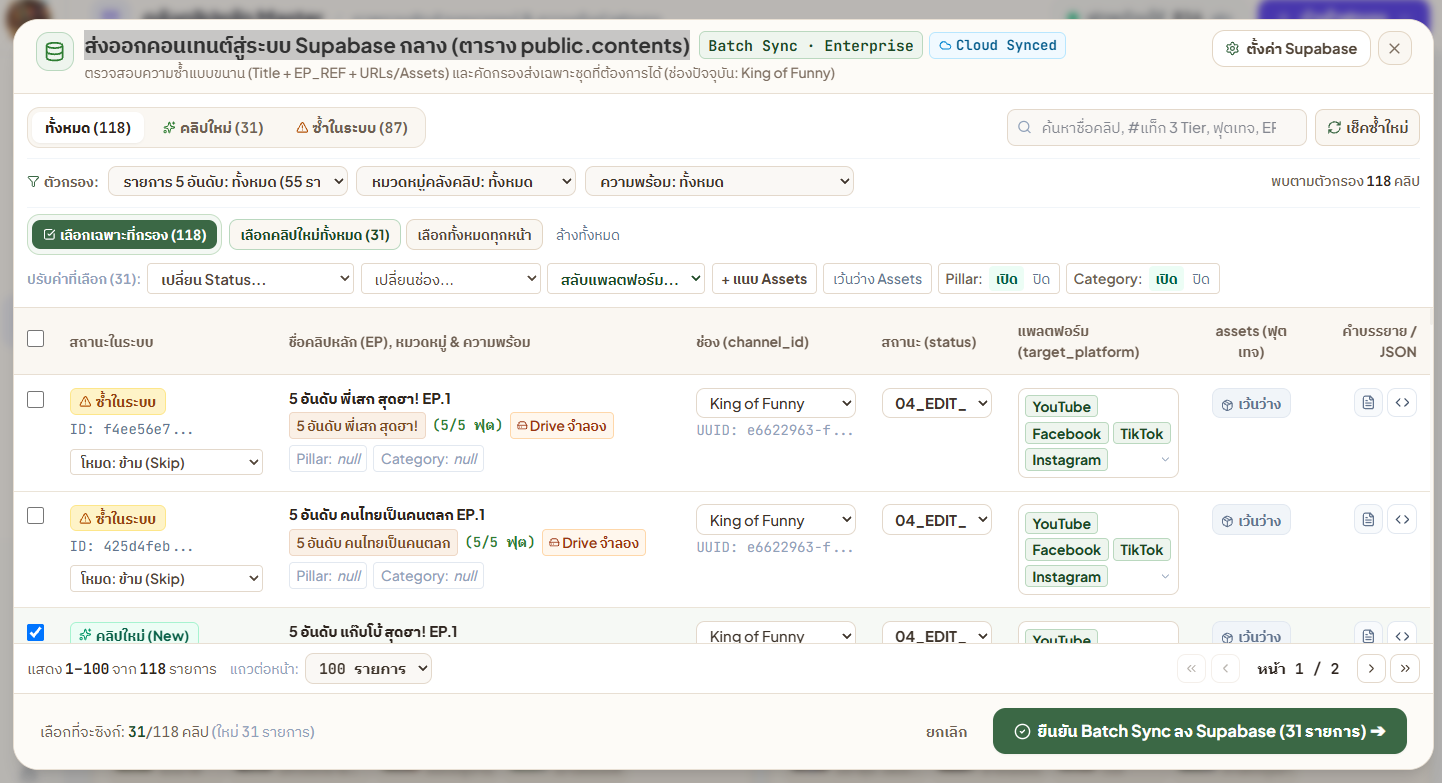 ส่งออกคอนเทนต์สู่ระบบ Supabase กลาง (ตาราง public.contents) Batch Sync · Enterprise Cloud Synced ตั้งค่า Supabase
ตรวจสอบความซ้ำแบบขนาน (Title + EP_REF + URLs/Assets) และคัดกรองส่งเฉพาะชุดที่ต้องการได้ (ช่องปัจจุบัน: King of Funny)
ทั้งหมด (118) คลิปใหม่ (31) ซ้ำในระบบ (87) ค้นหาชื่อคลิป, #แท็ก 3 Tier, ฟุตเทจ, EF เช็คซ้ำใหม่
ตัวกรอง: รายการ 5 อันดับ: ทั้งหมด (55 รา หมวดหมู่คลังคลิป: ทั้งหมด ความพร้อม: ทั้งหมด พบตามตัวกรอง 118 คลิป
เลือกเฉพาะที่กรอง (118) เลือกคลิปใหม่ทั้งหมด (31) เลือกทั้งหมดทุกหน้า ล้างทั้งหมด
ปรับค่าที่เลือก (31): เปลี่ยน Status... เปลี่ยนช่อง... สลับแพลตฟอร์ม... + แนบ Assets เว้นว่าง Assets Pillar: เปิด ปิด Category: เปิด ปิด
สถานะในระบบ ชื่อคลิปหลัก (EP), หมวดหมู่ & ความพร้อม ช่อง (channel_id) สถานะ (status) แพลตฟอร์ม (target_platform) assets (ฟุตเทจ) คำบรรยาย / JSON
ซ้ำในระบบ 5 อันดับ พี่เสก สุดฮา! EP.1 King of Funny 04_EDIT_ YouTube เว้นว่าง
ID: f4ee56e7... 5 อันดับ พี่เสก สุดฮา! (5/5 ฟุต) Drive จำลอง UUID: e6622963-f... Facebook TikTok
โหมด: ข้าม (Skip) Pillar: null Category: null Instagram
ซ้ำในระบบ 5 อันดับ คนไทยเป็นคนตลก EP.1 King of Funny 04_EDIT_ YouTube เว้นว่าง
ID: 425d4feb... 5 อันดับ คนไทยเป็นคนตลก (5/5 ฟุต) Drive จำลอง UUID: e6622963-f... Facebook TikTok
โหมด: ข้าม (Skip) Pillar: null Category: null Instagram
คลิปใหม่ (New) 5 อันดับ แก๊บโบ้ สุดฮา! EP.1 King of Funny 04_EDIT_ YouTube เว้นว่าง
แสดง 1-100 จาก 118 รายการ แถวต่อหน้า: 100 รายการ « ‹ หน้า 1 / 2 › »
เลือกที่จะซิงก์: 31/118 คลิป (ใหม่ 31 รายการ) ยกเลิก ยืนยัน Batch Sync ลง Supabase (31 รายการ) ➔